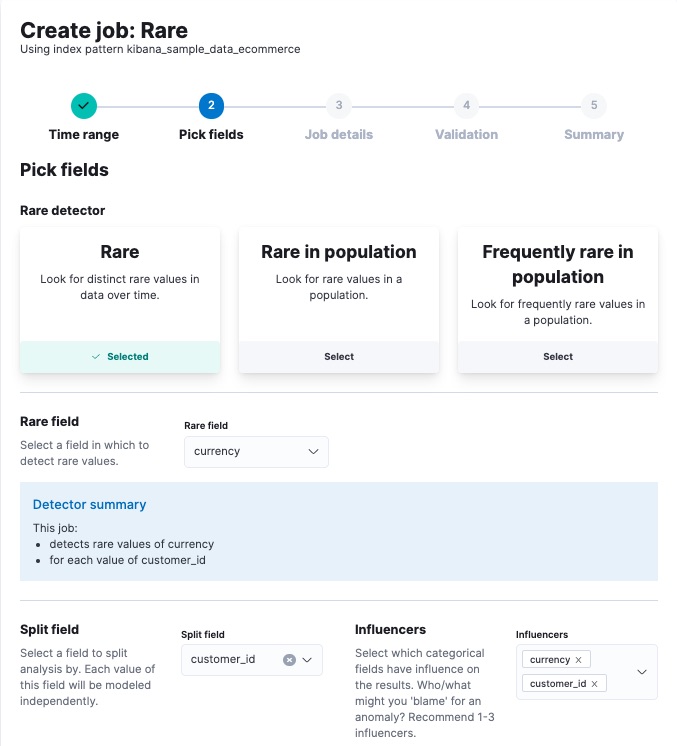 Create job: Rare
Using index pattern kibana_sample_data_ecommerce
2 3 4 5
Time range Pick fields Job details Validation Summary
Pick fields
Rare detector
Rare
Look for distinct rare values in
data over time.
Selected
Rare in population
Look for rare values in a
population.
Select
Frequently rare in
population
Look for frequently rare values in
a population.
Select
Rare field
Select a field in which to
detect rare values.
Rare field
currency
Detector summary
This job:
• detects rare values of currency
• for each value of customer_id
Split field
Select a field to split
analysis by. Each value of
this field will be modeled
independently.
Split field
customer_id
Influencers
Select which categorical
fields have influence on
the results. Who/what
might you 'blame' for an
anomaly? Recommend 1-3
influencers.
Influencers
currency
customer_id